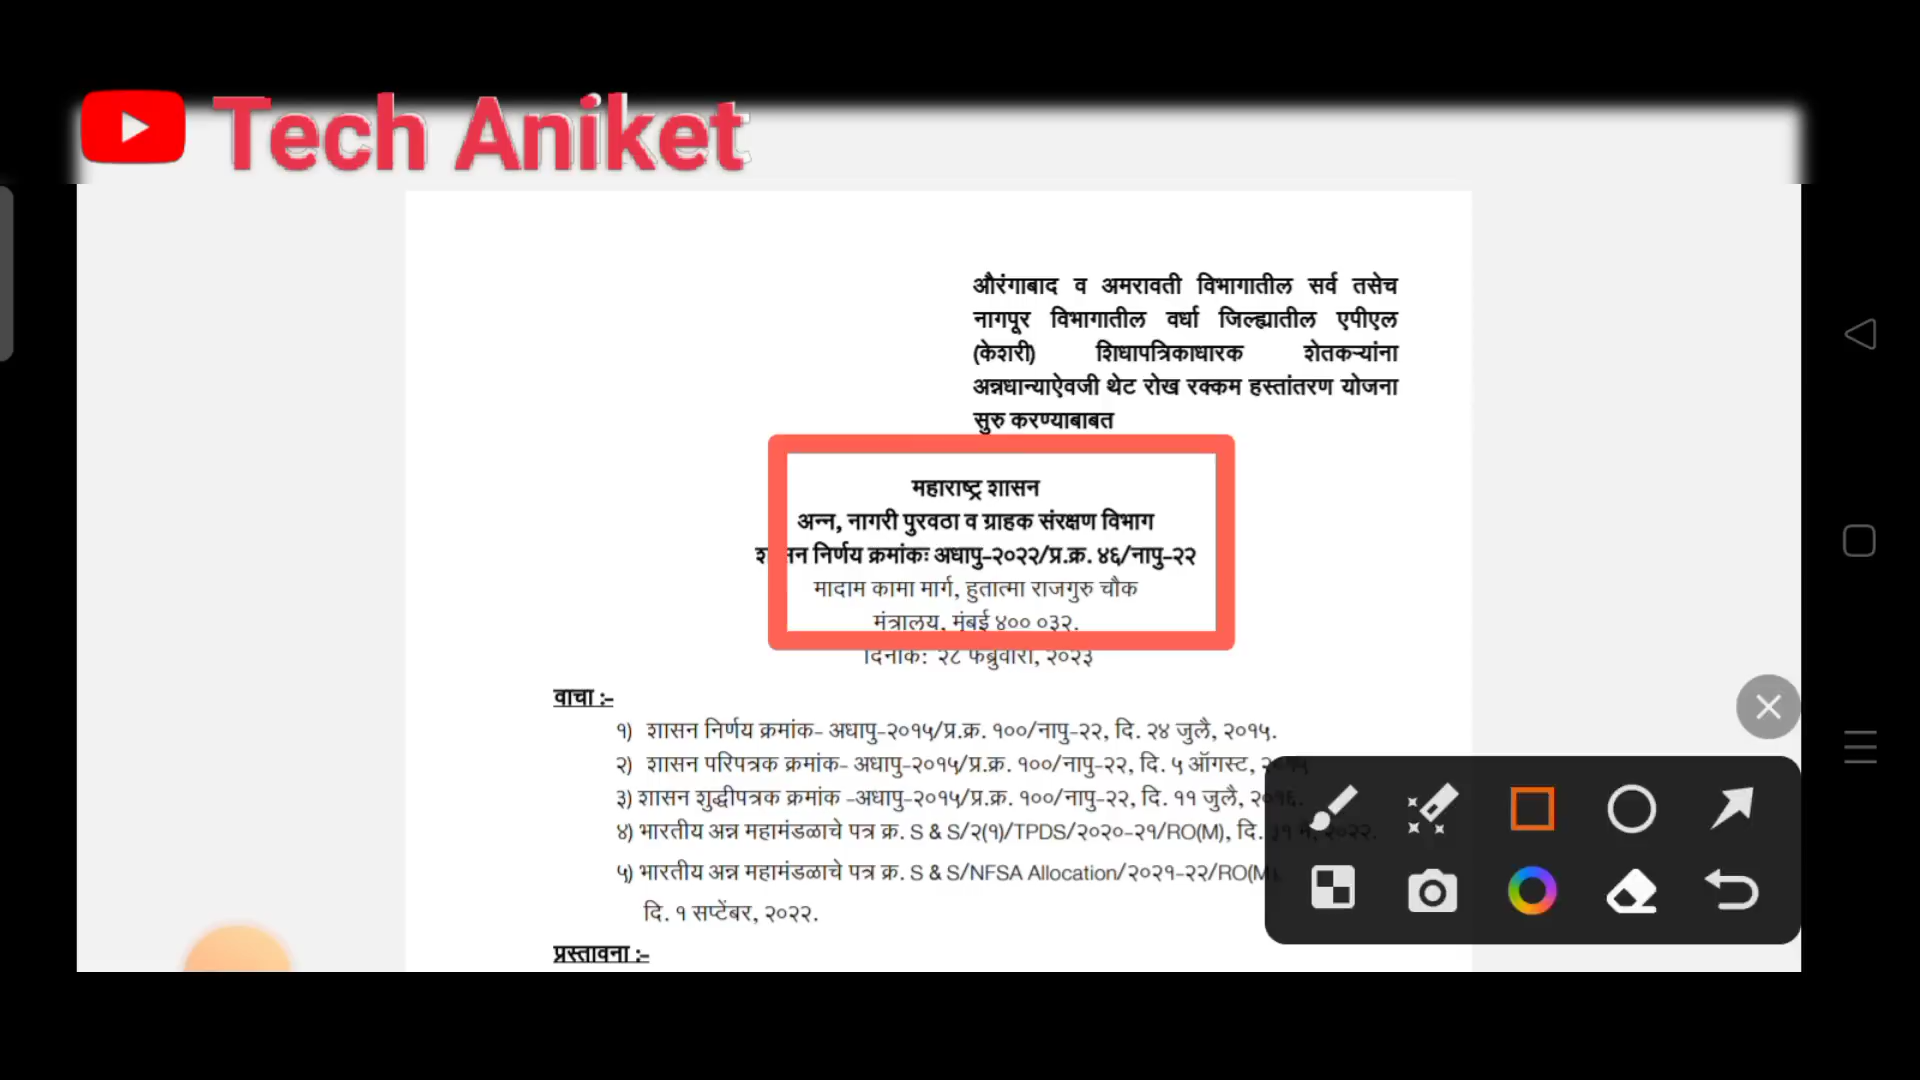 Tech Aniket
औरंगाबाद व अमरावती विभागातील सर्व तसेच
नागपूर विभागातील वर्धा जिल्ह्यातील एपीएल
(केशरी) शिधापत्रिकाधारक शेतकऱ्यांना
अन्नधान्याऐवजी थेट रोख रक्कम हस्तांतरण योजना
सुरु करण्याबाबत
महाराष्ट्र शासन
अन्न, नागरी पुरवठा व ग्राहक संरक्षण विभाग
शासन निर्णय क्रमांकः अधापु-२०२२/प्र.क्र. ४६/नापु-२२
मादाम कामा मार्ग, हुतात्मा राजगुरु चौक
मंत्रालय, मुंबई ४०० ०३२.
दिनांक: २८ फेब्रुवारी, २०२३
वाचा :-
१) शासन निर्णय क्रमांक- अधापु-२०१५/प्र.क्र. १००/नापु-२२, दि. २४ जुलै, २०१५.
२) शासन परिपत्रक क्रमांक- अधापु-२०१५/प्र.क्र. १००/नापु-२२, दि. ५ ऑगस्ट, २०१५
३) शासन शुद्धीपत्रक क्रमांक -अधापु-२०१५/प्र.क्र. १००/नापु-२२, दि. ११ जुलै, २०१६.
४) भारतीय अन्न महामंडळाचे पत्र क्र. S & S/२(१)/TPDS/२०२०-२१/RO(M), दि. ३१ मे, २०२२.
५) भारतीय अन्न महामंडळाचे पत्र क्र. S & S/NFSA Allocation/२०२१-२२/RO(M),
दि. १ सप्टेंबर, २०२२.
प्रस्तावना :-